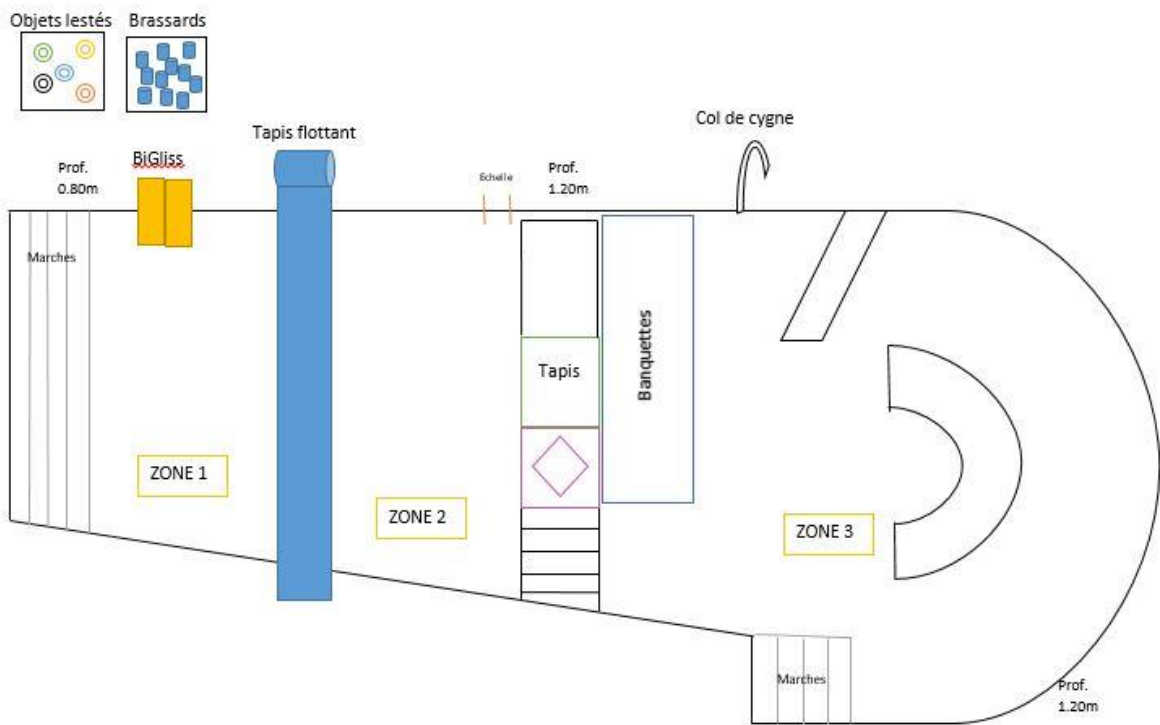 Objets lestés
Brassards
Tapis flottant
Col de cygne
BiGliss
Prof.
0.80m
Echelle
Prof.
1.20m
Marches
Tapis
Banquettes
ZONE 1
ZONE 2
ZONE 3
Marches
Prof.
1.20m